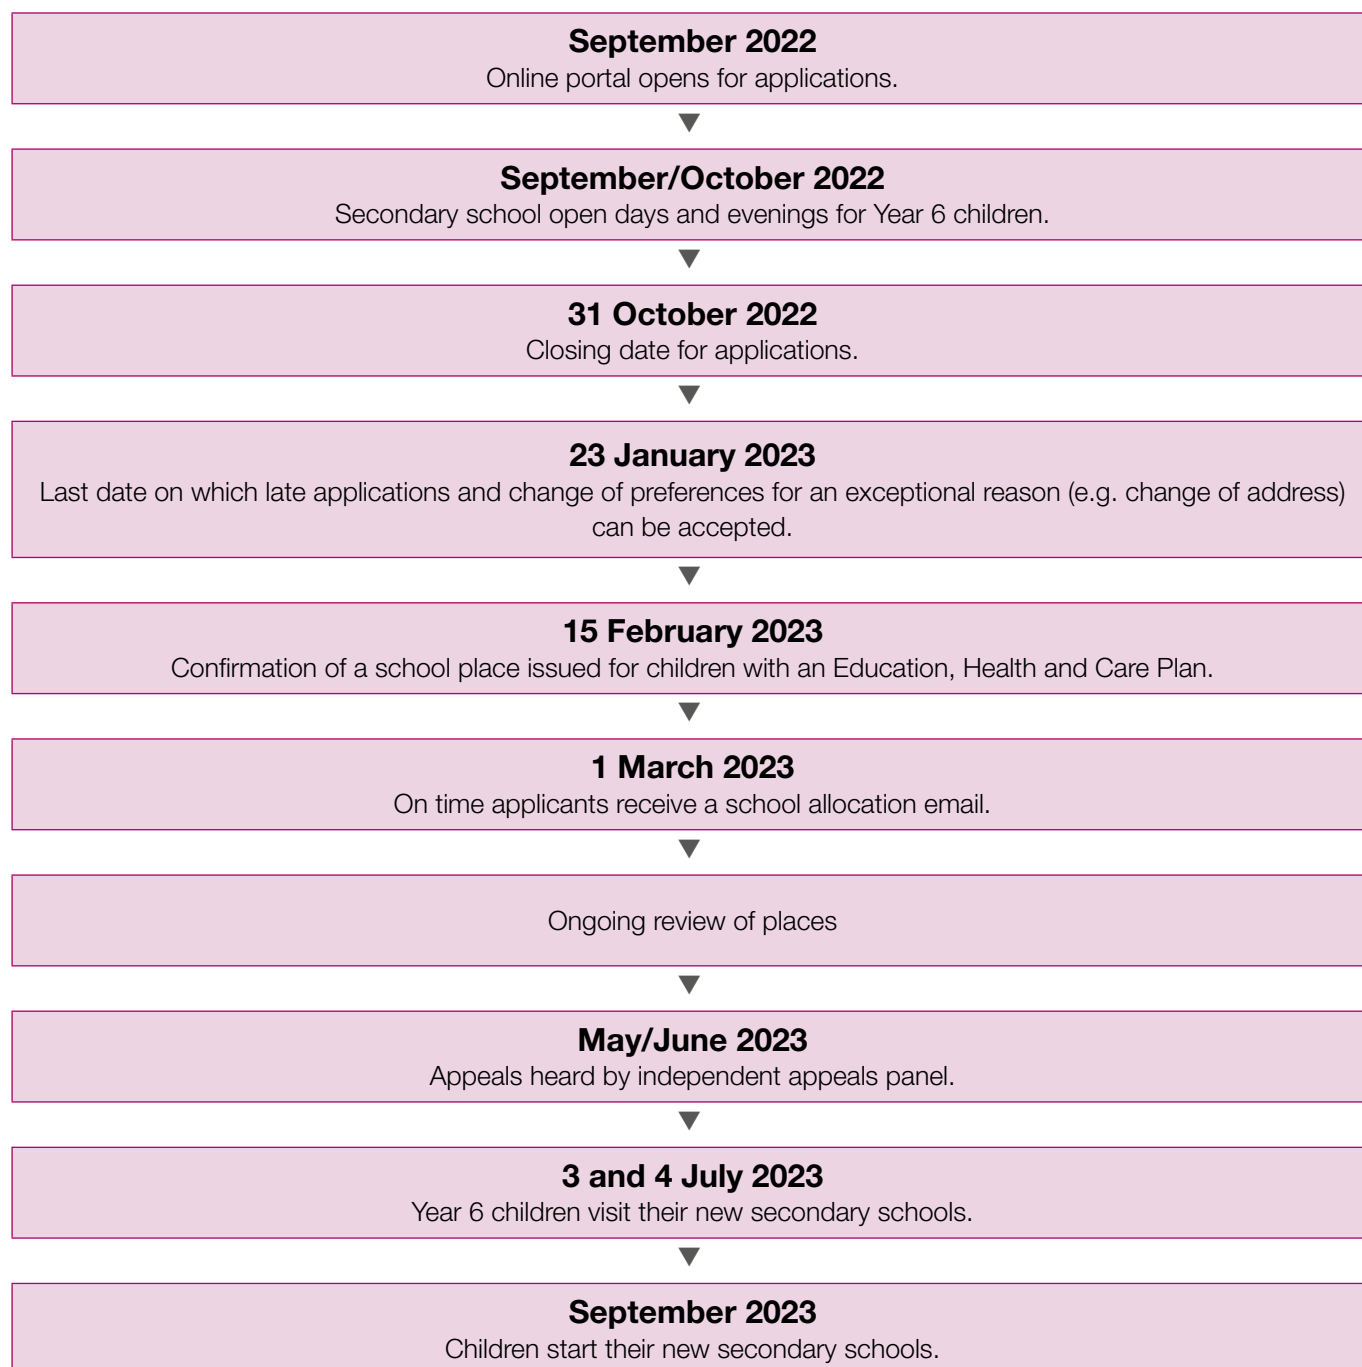 September 2022
Online portal opens for applications.
September/October 2022
Secondary school open days and evenings for Year 6 children.
31 October 2022
Closing date for applications.
23 January 2023
Last date on which late applications and change of preferences for an exceptional reason (e.g. change of address)
can be accepted.
15 February 2023
Confirmation of a school place issued for children with an Education, Health and Care Plan.
1 March 2023
On time applicants receive a school allocation email.
Ongoing review of places
May/June 2023
Appeals heard by independent appeals panel.
3 and 4 July 2023
Year 6 children visit their new secondary schools.
September 2023
Children start their new secondary schools.